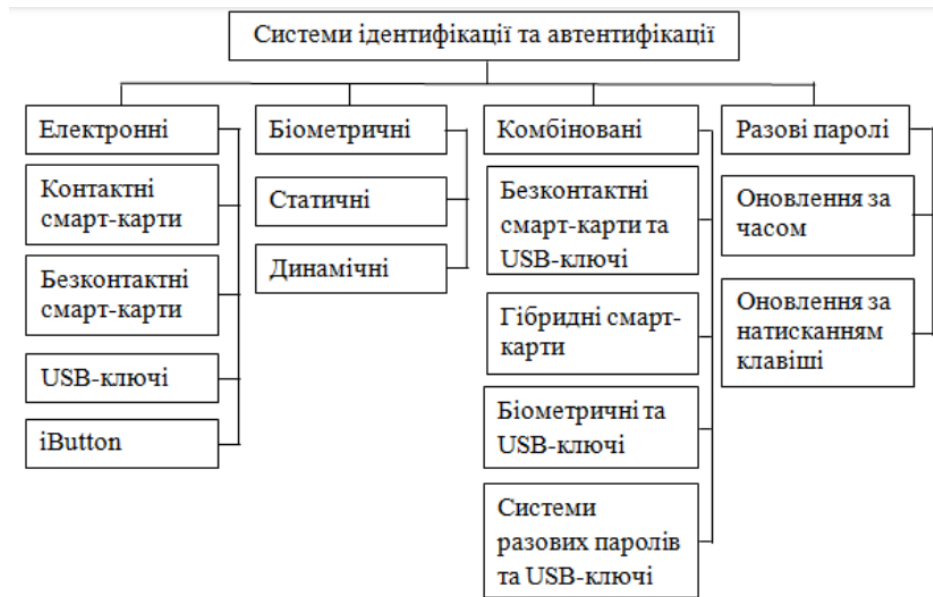 Системи ідентифікації та автентифікації
Електронні
Контактні
смарт-карти
Безконтактні
смарт-карти
USB-ключі
iButton
Біометричні
Статичні
Динамічні
Комбіновані
Безконтактні
смарт-карти та
USB-ключі
Гібридні смарт-
карти
Біометричні та
USB-ключі
Системи
разових паролів
та USB-ключі
Разові паролі
Оновлення за
часом
Оновлення за
натисканням
клавіші